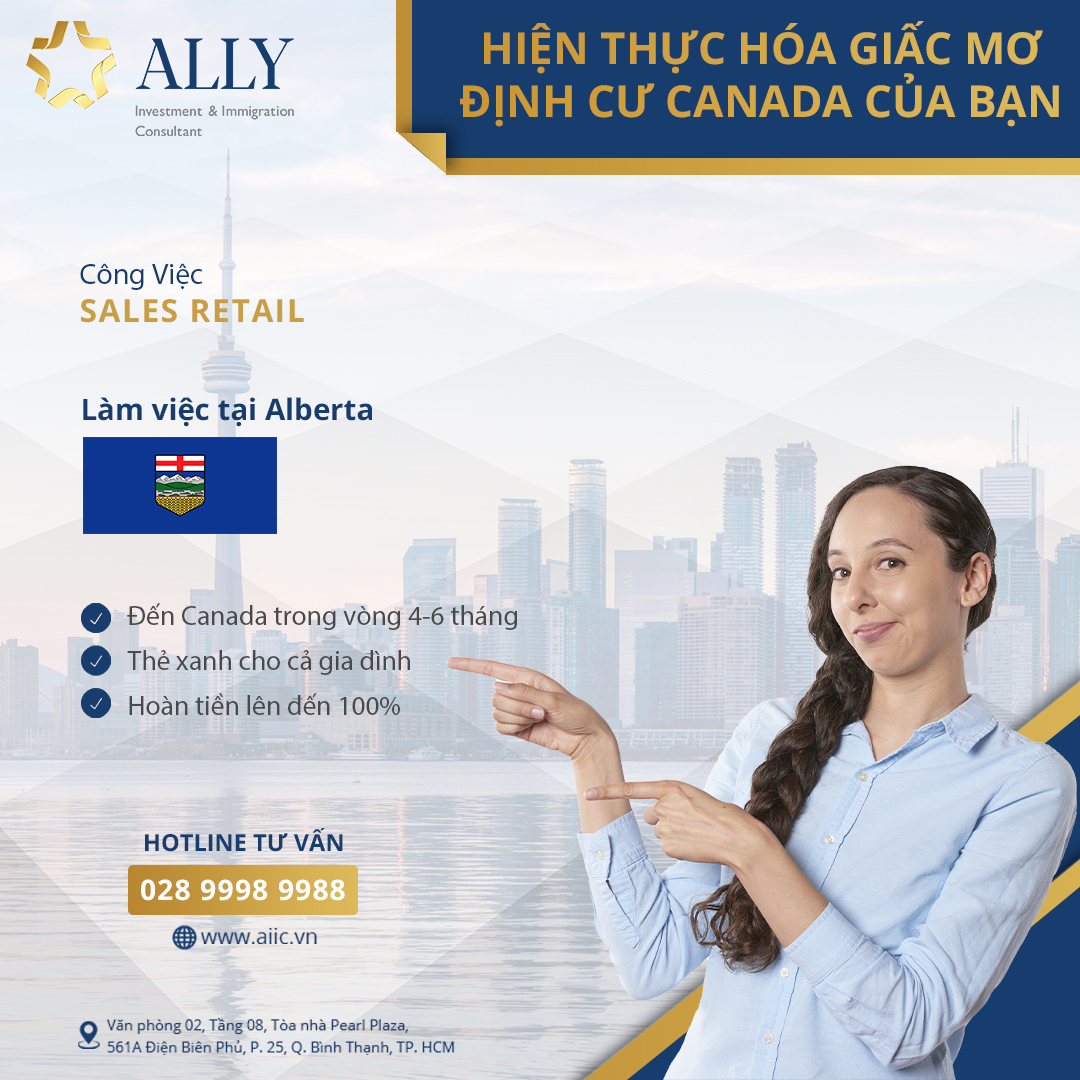 ALLY
Investment & Immigration
Consultant
HIỆN THỰC HÓA GIẤC MƠ
ĐỊNH CƯ CANADA CỦA BẠN
Công Việc
SALES RETAIL
Làm việc tại Alberta
Đến Canada trong vòng 4-6 tháng
Thẻ xanh cho cả gia đình
Hoàn tiền lên đến 100%
HOTLINE TƯ VẤN
028 9998 9988
www.aiic.vn
Văn phòng 02, Tầng 08, Tòa nhà Pearl Plaza,
561A Điện Biên Phủ, P. 25, Q. Bình Thạnh, TP. HCM